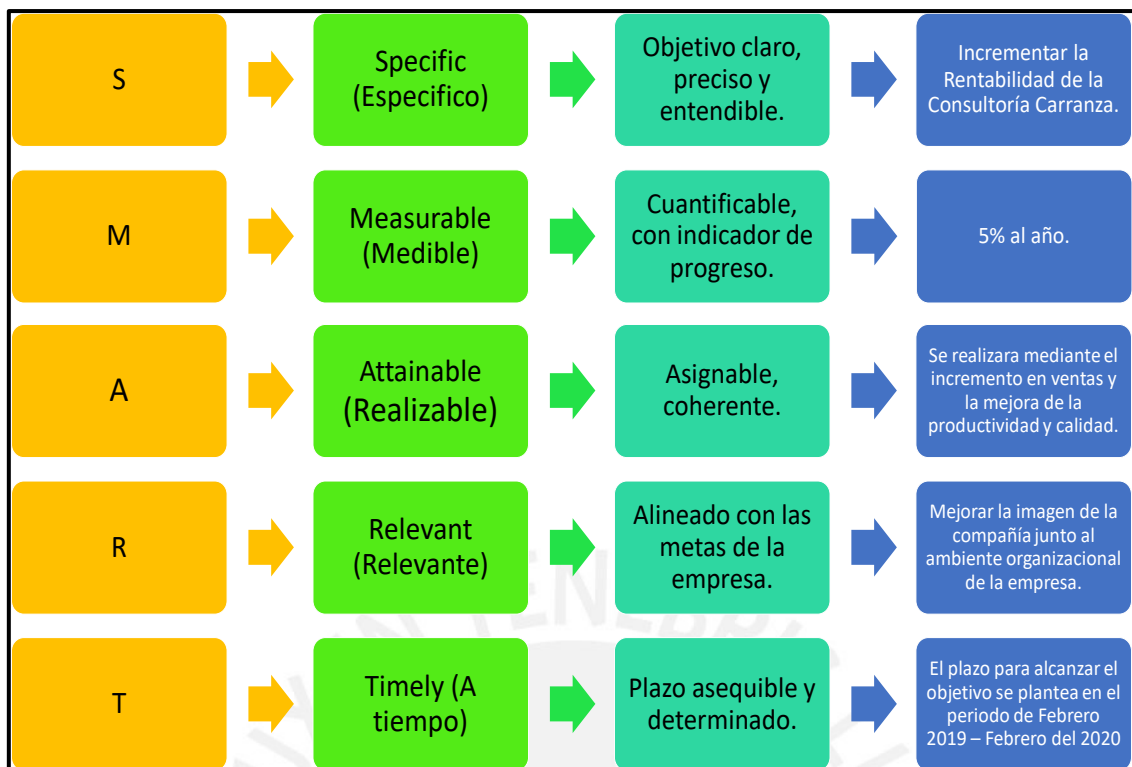 S
Specific
(Especifico)
Objetivo claro,
preciso y
entendible.
Incrementar la
Rentabilidad de la
Consultoría Carranza.
M
Measurable
(Medible)
Cuantificable,
con indicador de
progreso.
5% al año.
A
Attainable
(Realizable)
Asignable,
coherente.
Se realizara mediante el
incremento en ventas y
la mejora de la
productividad y calidad.
R
Relevant
(Relevante)
Alineado con las
metas de la
empresa.
Mejorar la imagen de la
compañía junto al
ambiente organizacional
de la empresa.
T
Timely (A
tiempo)
Plazo asequible y
determinado.
El plazo para alcanzar el
objetivo se plantea en el
periodo de Febrero
2019 – Febrero del 2020